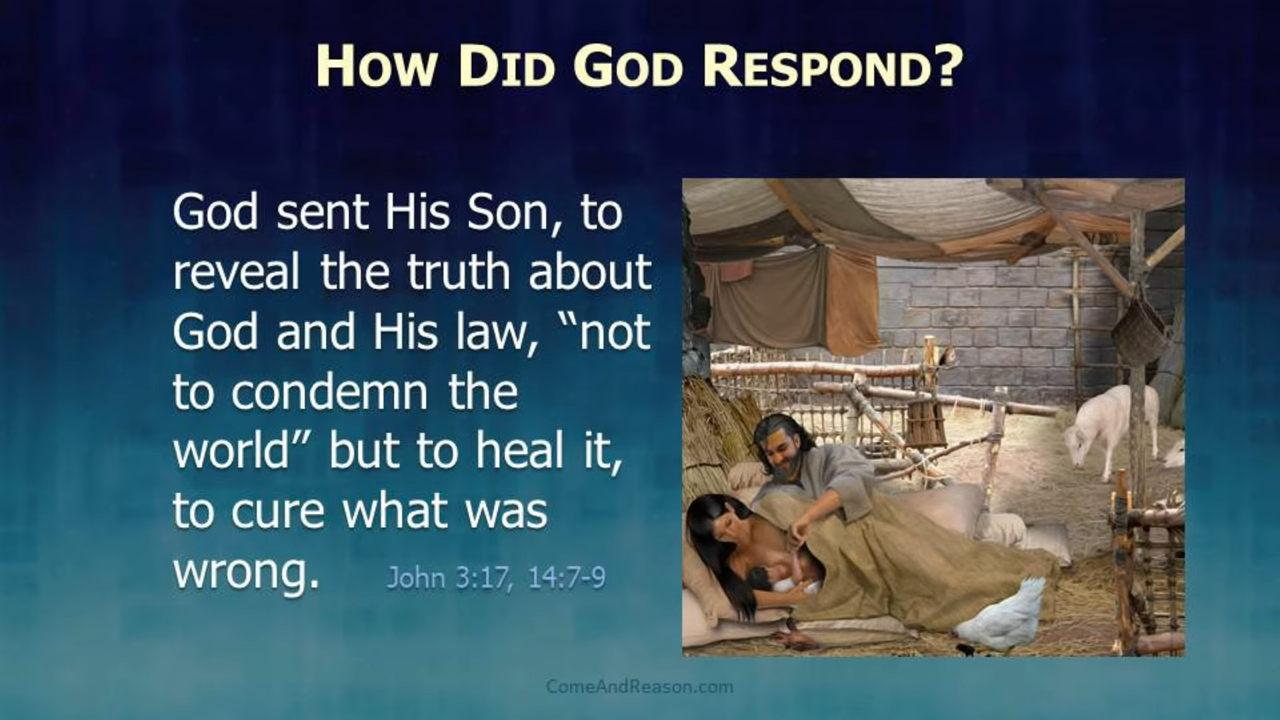 How Did God Respond?
God sent His Son, to
reveal the truth about
God and His law, “not
to condemn the
world” but to heal it,
to cure what was
wrong. John 3:17, 14:7-9
ComeAndReason.com